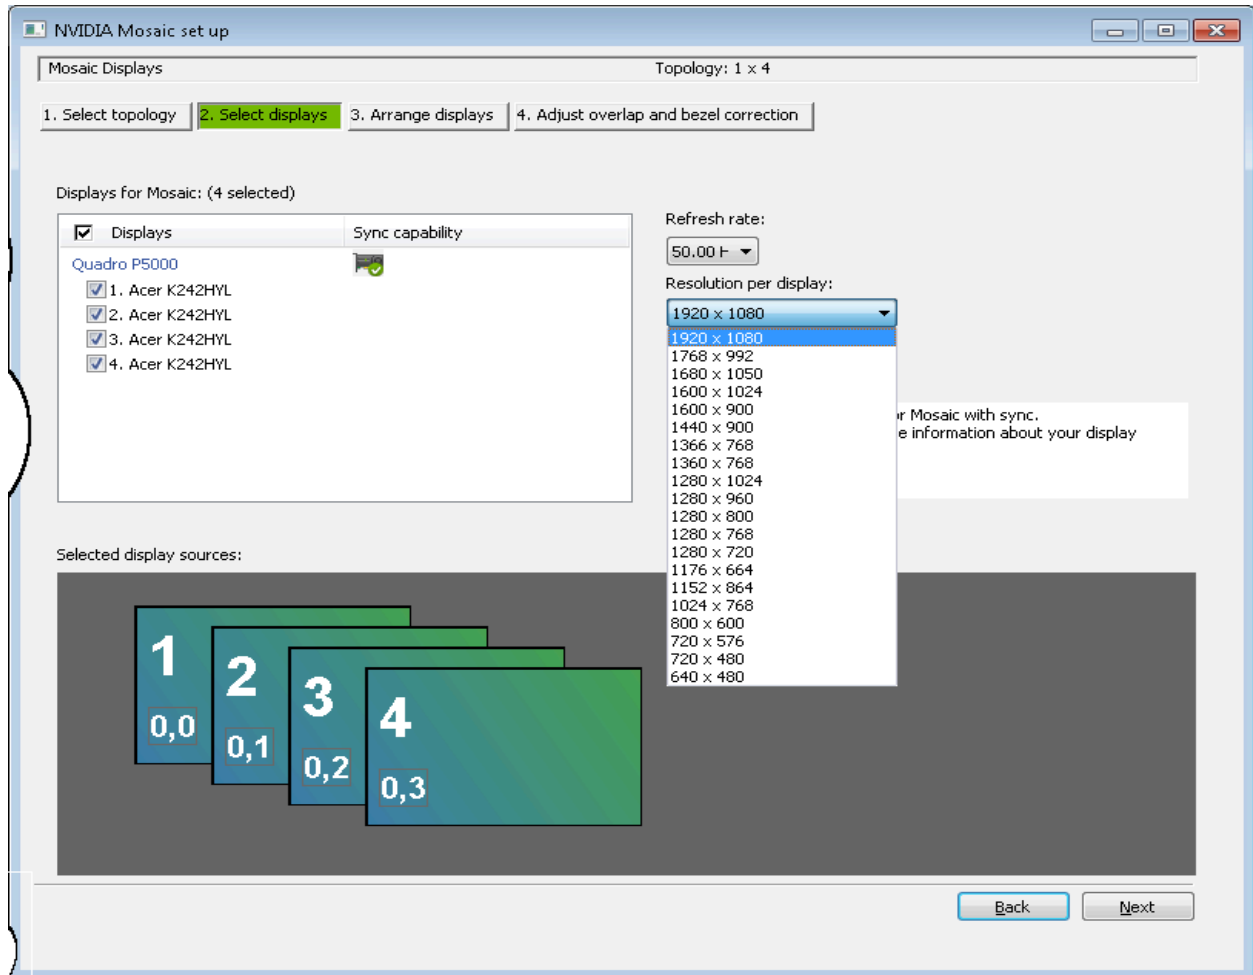 NVIDIA Mosaic set up
Mosaic Displays Topology: 1 x 4
1. Select topology 2. Select displays 3. Arrange displays 4. Adjust overlap and bezel correction
Displays for Mosaic: (4 selected)
Displays Sync capability
Quadro P5000
1. Acer K242HYL
2. Acer K242HYL
3. Acer K242HYL
4. Acer K242HYL
Refresh rate:
50.00 H
Resolution per display:
1920 x 1080
1920 x 1080
1768 x 992
1680 x 1050
1600 x 1024
1600 x 900
1440 x 900
1366 x 768
1360 x 768
1280 x 1024
1280 x 960
1280 x 800
1280 x 768
1280 x 720
1176 x 664
1152 x 864
1024 x 768
800 x 600
720 x 576
720 x 480
640 x 480
r Mosaic with sync.
e information about your display
Selected display sources:
1
0,0
2
0,1
3
0,2
4
0,3
Back Next